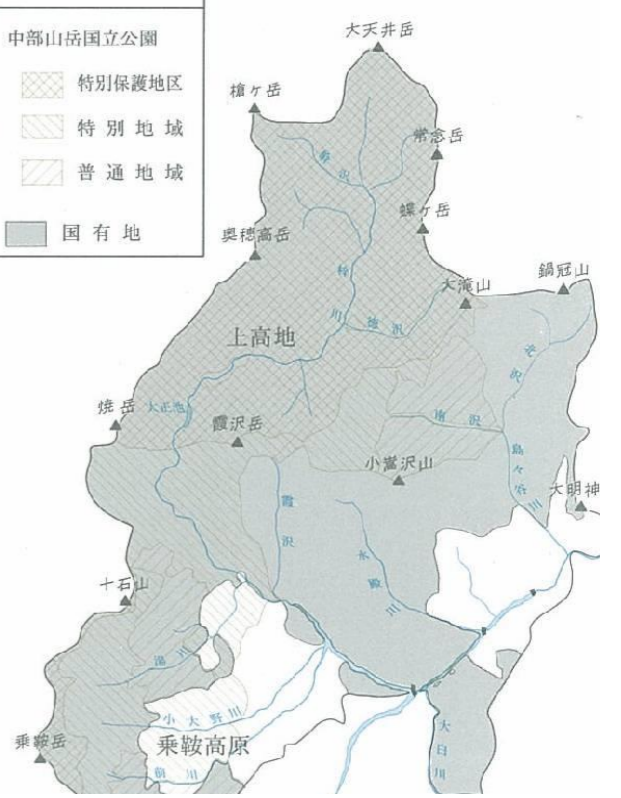 中部山岳国立公園
特別保護地区
特別地域
普通地域
国有地
大天井岳
槍ヶ岳
常念岳
蝶ヶ岳
奥穂高岳
梓川
大滝山
鍋冠山
徳沢
上高地
北沢
焼岳
大正池
霞沢岳
南沢
小嵩沢山
島々谷川
大明神
霞沢
水殿川
十石山
湯川
小大野川
乗鞍岳
乗鞍高原
前川
大白川